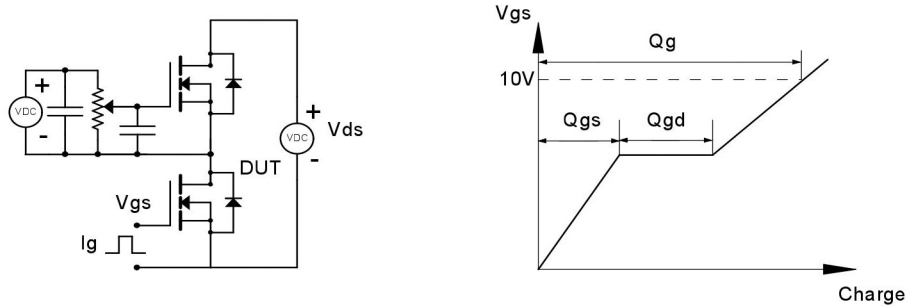 +
VDC
-
+
VDC
-
Vds
DUT
Vgs
Ig
Vgs
Qg
10V
Qgs
Qgd
Charge